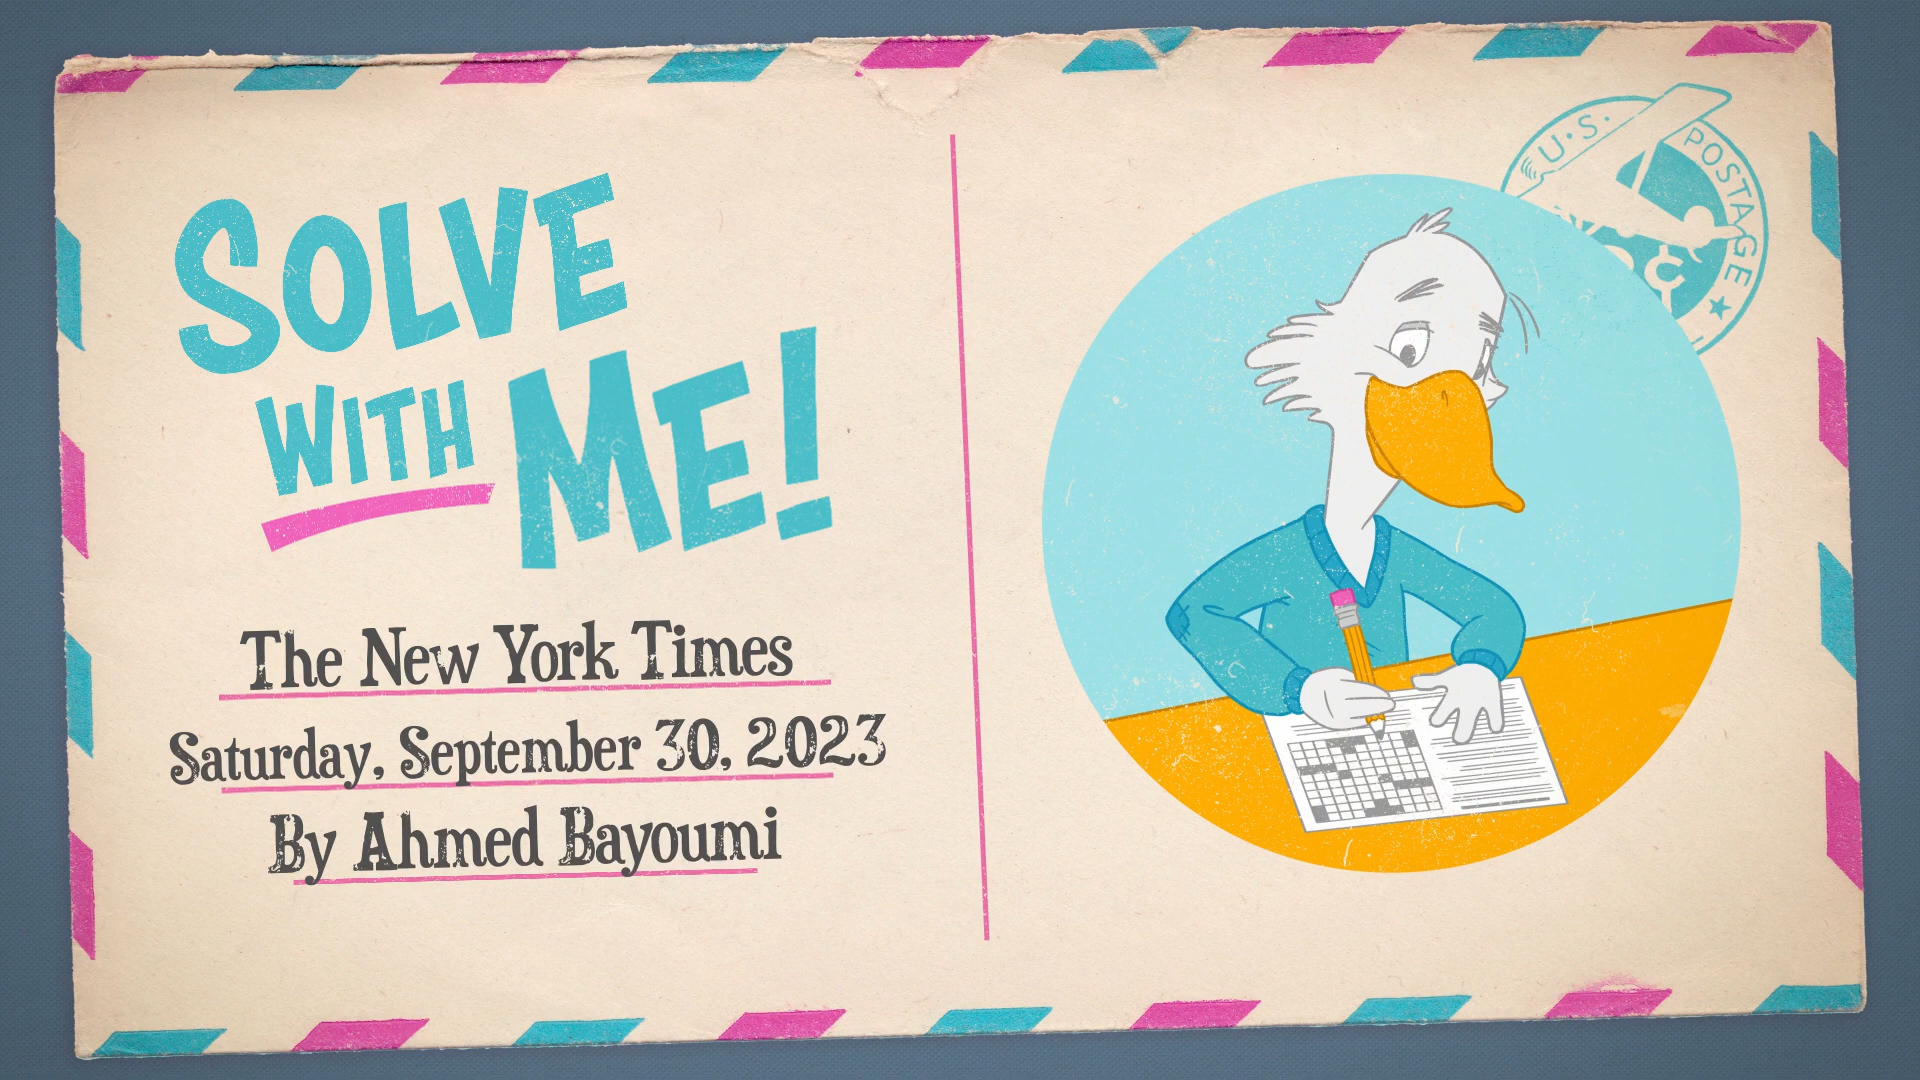 SOLVE
WITH ME!
The New York Times
Saturday, September 30, 2023
By Ahmed Bayoumi
U.S. POSTAGE